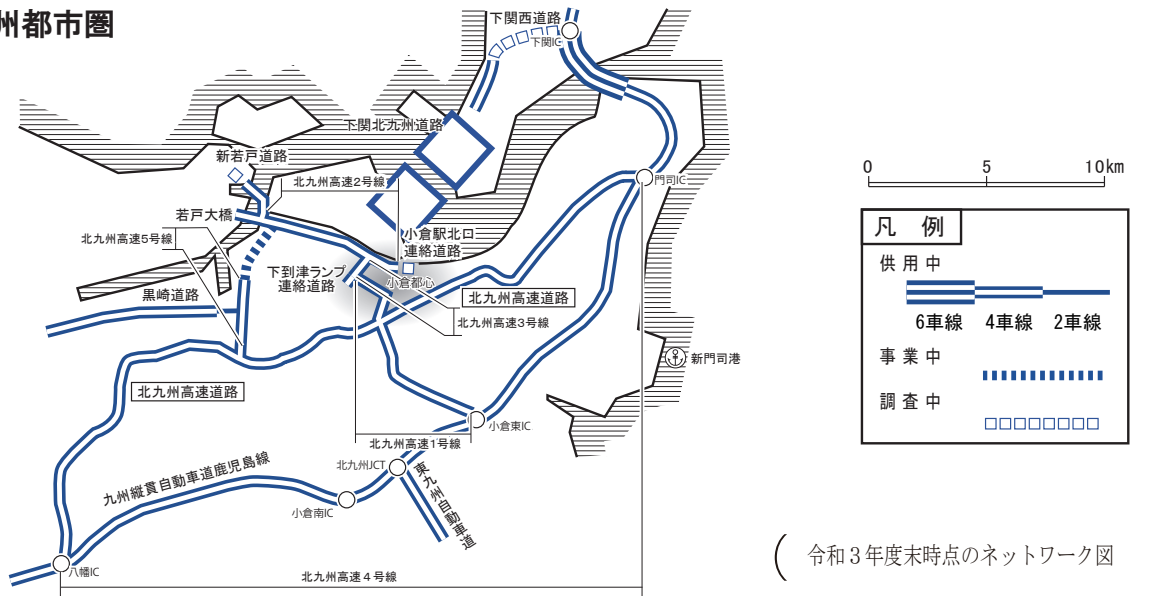 州都市圏
下関西道路
下関IC
下関北九州道路
新若戸道路
北九州高速2号線
門司IC
若戸大橋
北九州高速5号線
小倉駅北口
連絡道路
下到津ランプ
連絡道路
小倉都心
黒崎道路
北九州高速道路
北九州高速3号線
新門司港
北九州高速道路
小倉東IC
北九州高速1号線
北九州JCT
九州縦貫自動車道鹿児島線
東九州自動車道
小倉南IC
八幡IC
北九州高速4号線
0 5 10km
凡 例
供用中
6車線 4車線 2車線
事業中
調査中
( 令和3年度末時点のネットワーク図